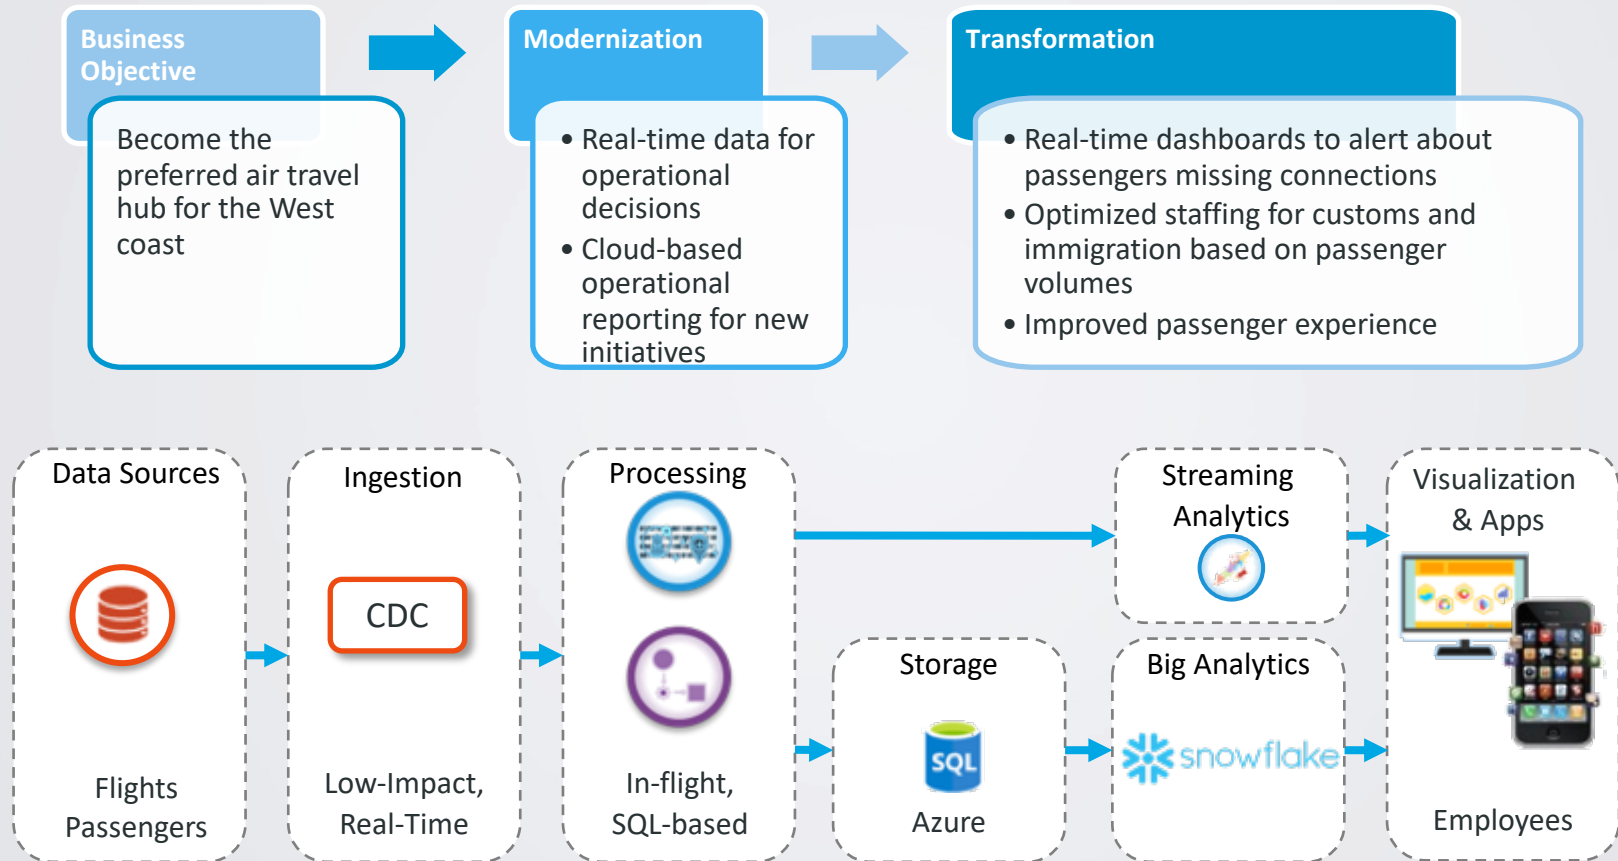 Business
Objective
Modernization
Transformation
Become the
preferred air travel
hub for the West
coast
• Real-time data for
operational
decisions
• Cloud-based
operational
reporting for new
initiatives
• Real-time dashboards to alert about
passengers missing connections
• Optimized staffing for customs and
immigration based on passenger
volumes
• Improved passenger experience
Data Sources
Flights
Passengers
Ingestion
CDC
Low-Impact,
Real-Time
Processing
In-flight,
SQL-based
Streaming
Analytics
Storage
SQL
Azure
Big Analytics
snowflake
Visualization
& Apps
Employees